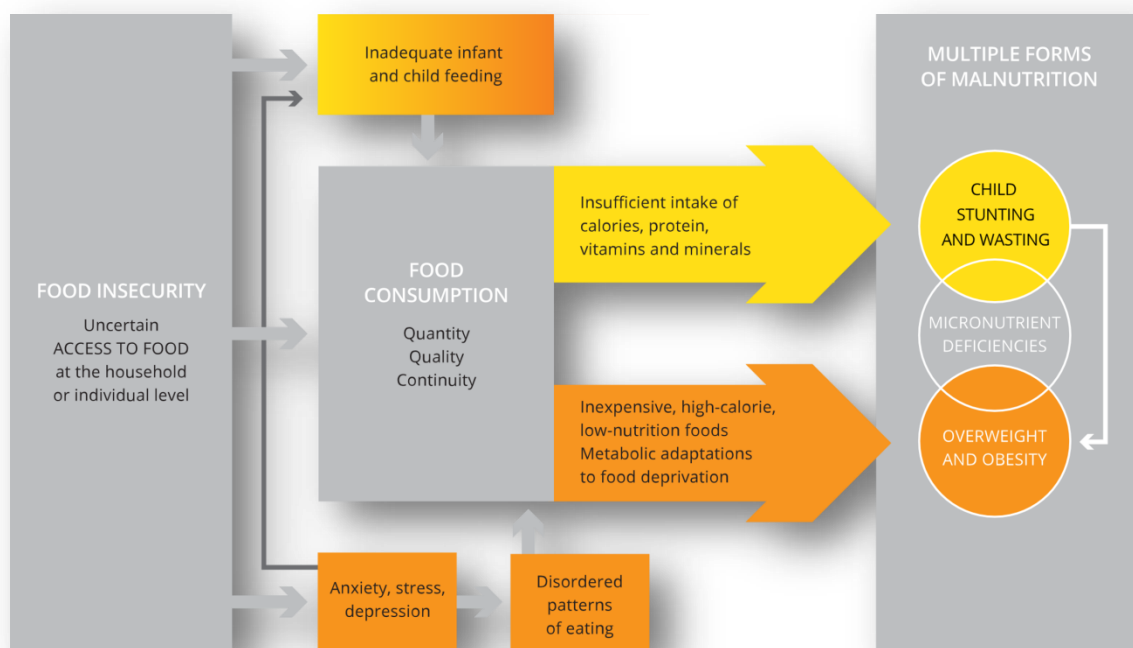 Inadequate infant
and child feeding
MULTIPLE FORMS
OF MALNUTRITION
FOOD INSECURITY
Uncertain
ACCESS TO FOOD
at the household
or individual level
FOOD
CONSUMPTION
Quantity
Quality
Continuity
Insufficient intake of
calories, protein,
vitamins and minerals
Inexpensive, high-calorie,
low-nutrition foods
Metabolic adaptations
to food deprivation
CHILD
STUNTING
AND WASTING
MICRONUTRIENT
DEFICIENCIES
OVERWEIGHT
AND OBESITY
Anxiety, stress,
depression
Disordered
patterns
of eating